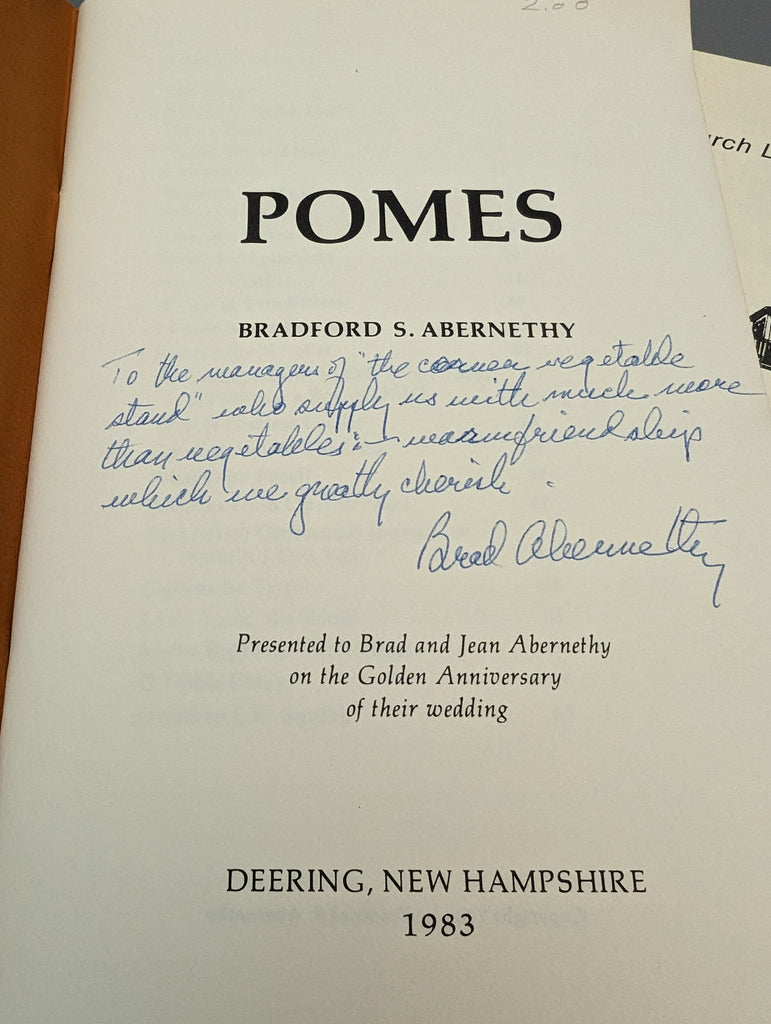 2.00
POMES
BRADFORD S. ABERNETHY
To the managers of "the corner vegetable
stand" who supply us with much more
than vegetables: – warm friendship
which we greatly cherish.
Brad Abernethy
Presented to Brad and Jean Abernethy
on the Golden Anniversary
of their wedding
DEERING, NEW HAMPSHIRE
1983